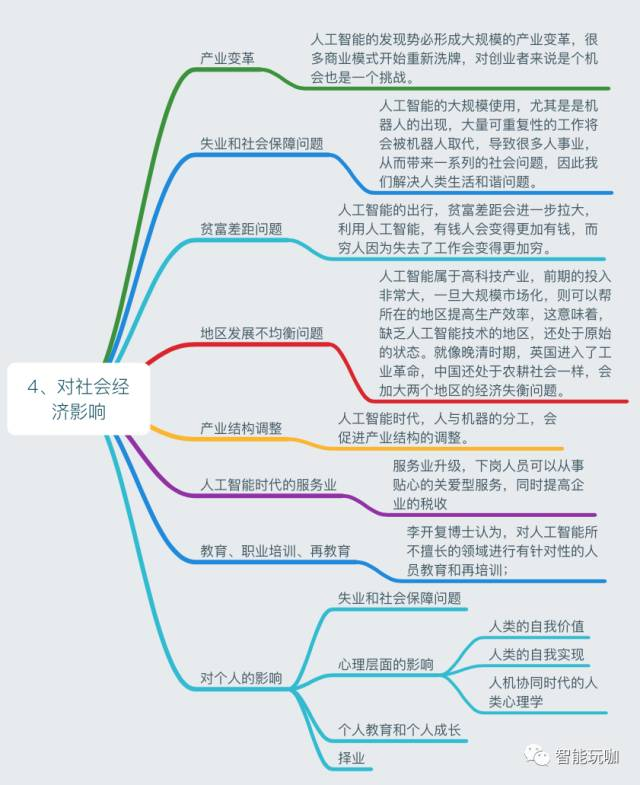 4、对社会经
济影响
产业变革
人工智能的发现势必形成大规模的产业变革，很
多商业模式开始重新洗牌，对创业者来说是个机
会也是一个挑战。
失业和社会保障问题
人工智能的大规模使用，尤其是是机
器人的出现，大量可重复性的工作将
会被机器人取代，导致很多人事业，
从而带来一系列的社会问题，因此我
们解决人类生活和谐问题。
贫富差距问题
人工智能的出行，贫富差距会进一步拉大，
利用人工智能，有钱人会变得更加有钱，而
穷人因为失去了工作会变得更加穷。
地区发展不均衡问题
人工智能属于高科技产业，前期的投入
非常大，一旦大规模市场化，则可以帮
所在的地区提高生产效率，这意味着，
缺乏人工智能技术的地区，还处于原始
的状态。就像晚清时期，英国进入了工
业革命，中国还处于农耕社会一样，会
加大两个地区的经济失衡问题。
产业结构调整
人工智能时代，人与机器的分工，会
促进产业结构的调整。
人工智能时代的服务业
服务业升级，下岗人员可以从事
贴心的关爱型服务，同时提高企
业的税收
教育、职业培训、再教育
李开复博士认为，对人工智能所
不擅长的领域进行有针对性的人
员教育和再培训；
对个人的影响
失业和社会保障问题
心理层面的影响
人类的自我价值
人类的自我实现
人机协同时代的人
类心理学
个人教育和个人成长
择业
智能玩咖